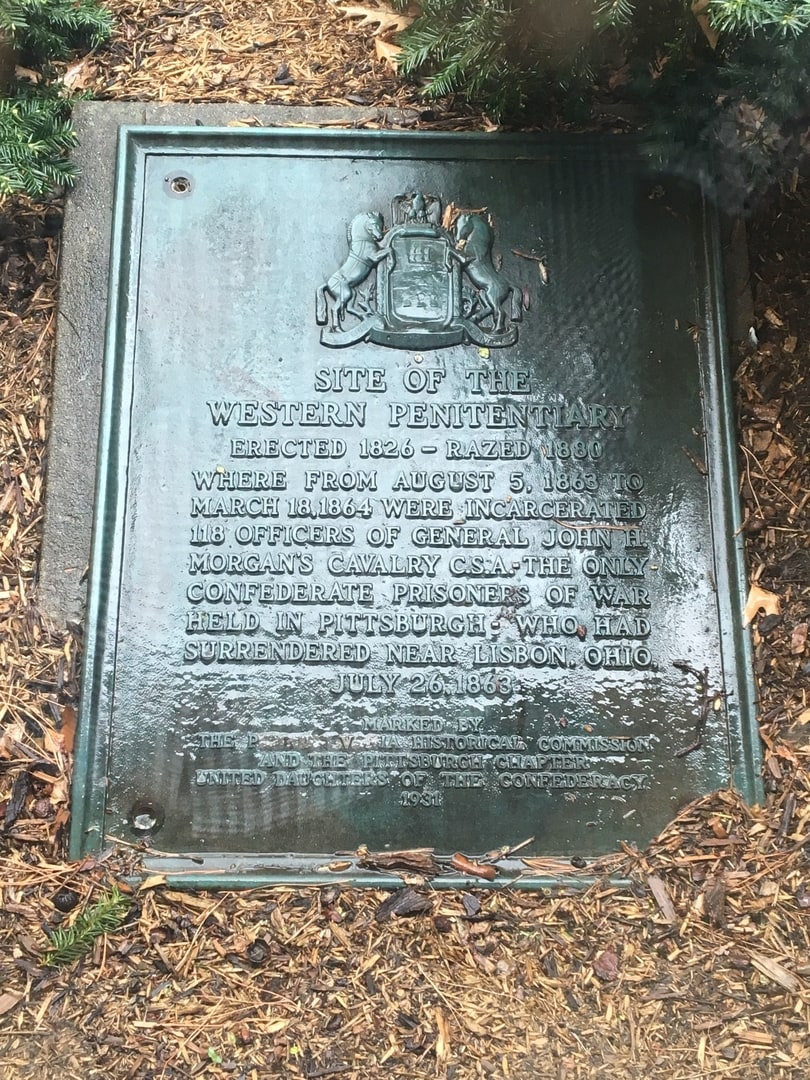 SITE OF THE
WESTERN PENITENTIARY
ERECTED 1826 - RAZED 1880
WHERE FROM AUGUST 5, 1863 TO
MARCH 18, 1864 WERE INCARCERATED
118 OFFICERS OF GENERAL JOHN H.
MORGAN'S CAVALRY C.S.A.-THE ONLY
CONFEDERATE PRISONERS OF WAR
HELD IN PITTSBURGH - WHO HAD
SURRENDERED NEAR LISBON, OHIO,
JULY 26, 1863.
MARKED BY
THE PENNSYLVANIA HISTORICAL COMMISSION
AND THE PITTSBURGH CHAPTER
UNITED DAUGHTERS OF THE CONFEDERACY
1931